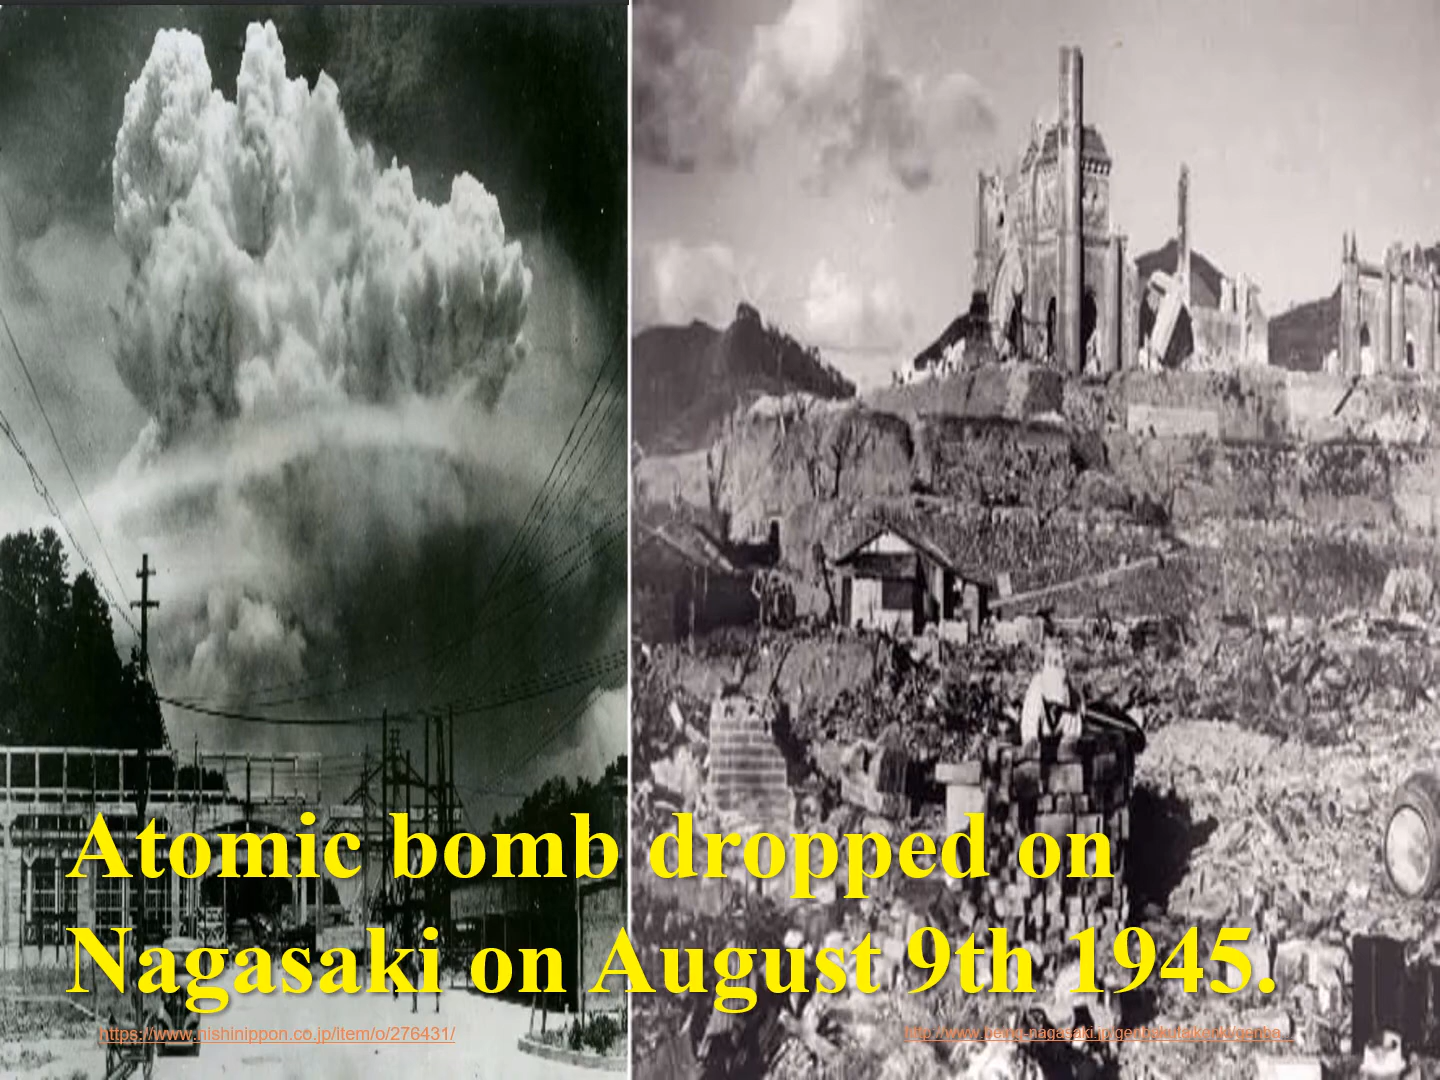 Atomic bomb dropped on
Nagasaki on August 9th 1945.
https://www.nishinippon.co.jp/item/o/276431/